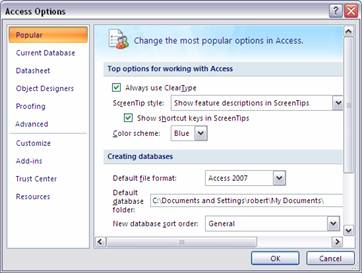 Access Options
Popular
Current Database
Datasheet
Object Designers
Proofing
Advanced
Customize
Add-ins
Trust Center
Resources
Change the most popular options in Access.
Top options for working with Access
Always use ClearType
ScreenTip style: Show feature descriptions in ScreenTips
Show shortcut keys in ScreenTips
Color scheme: Blue
Creating databases
Default file format: Access 2007
Default database folder: C:\Documents and Settings\robert\My Documents\
New database sort order: General
OK Cancel